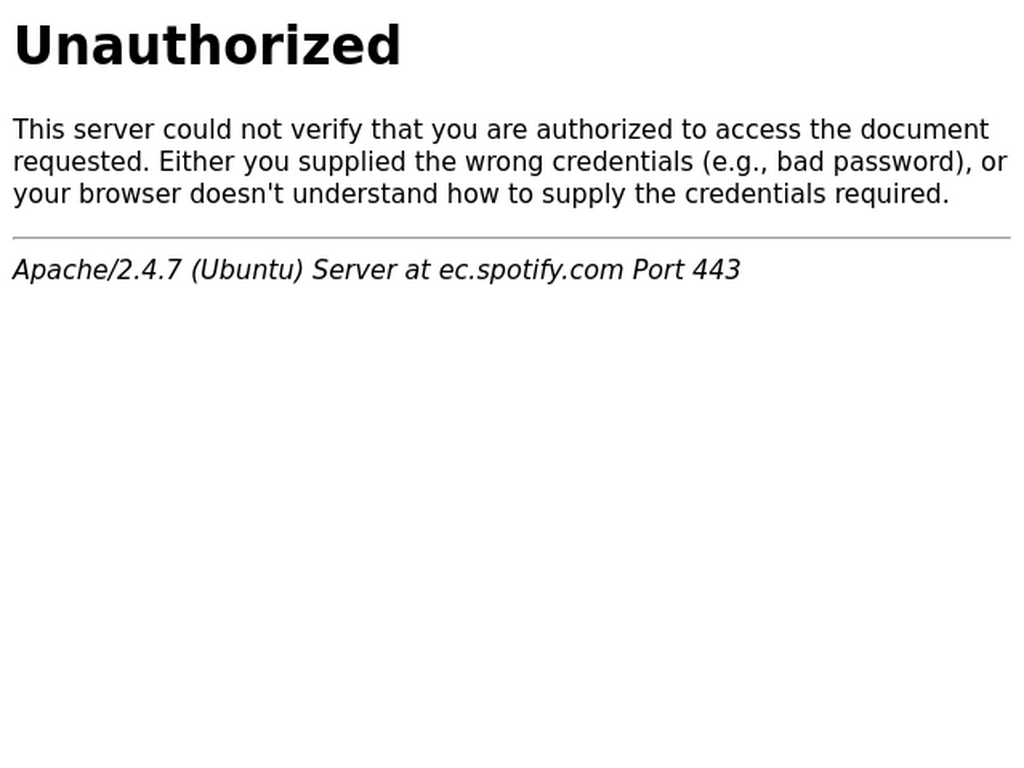 Unauthorized
This server could not verify that you are authorized to access the document
requested. Either you supplied the wrong credentials (e.g., bad password), or
your browser doesn't understand how to supply the credentials required.
Apache/2.4.7 (Ubuntu) Server at ec.spotify.com Port 443